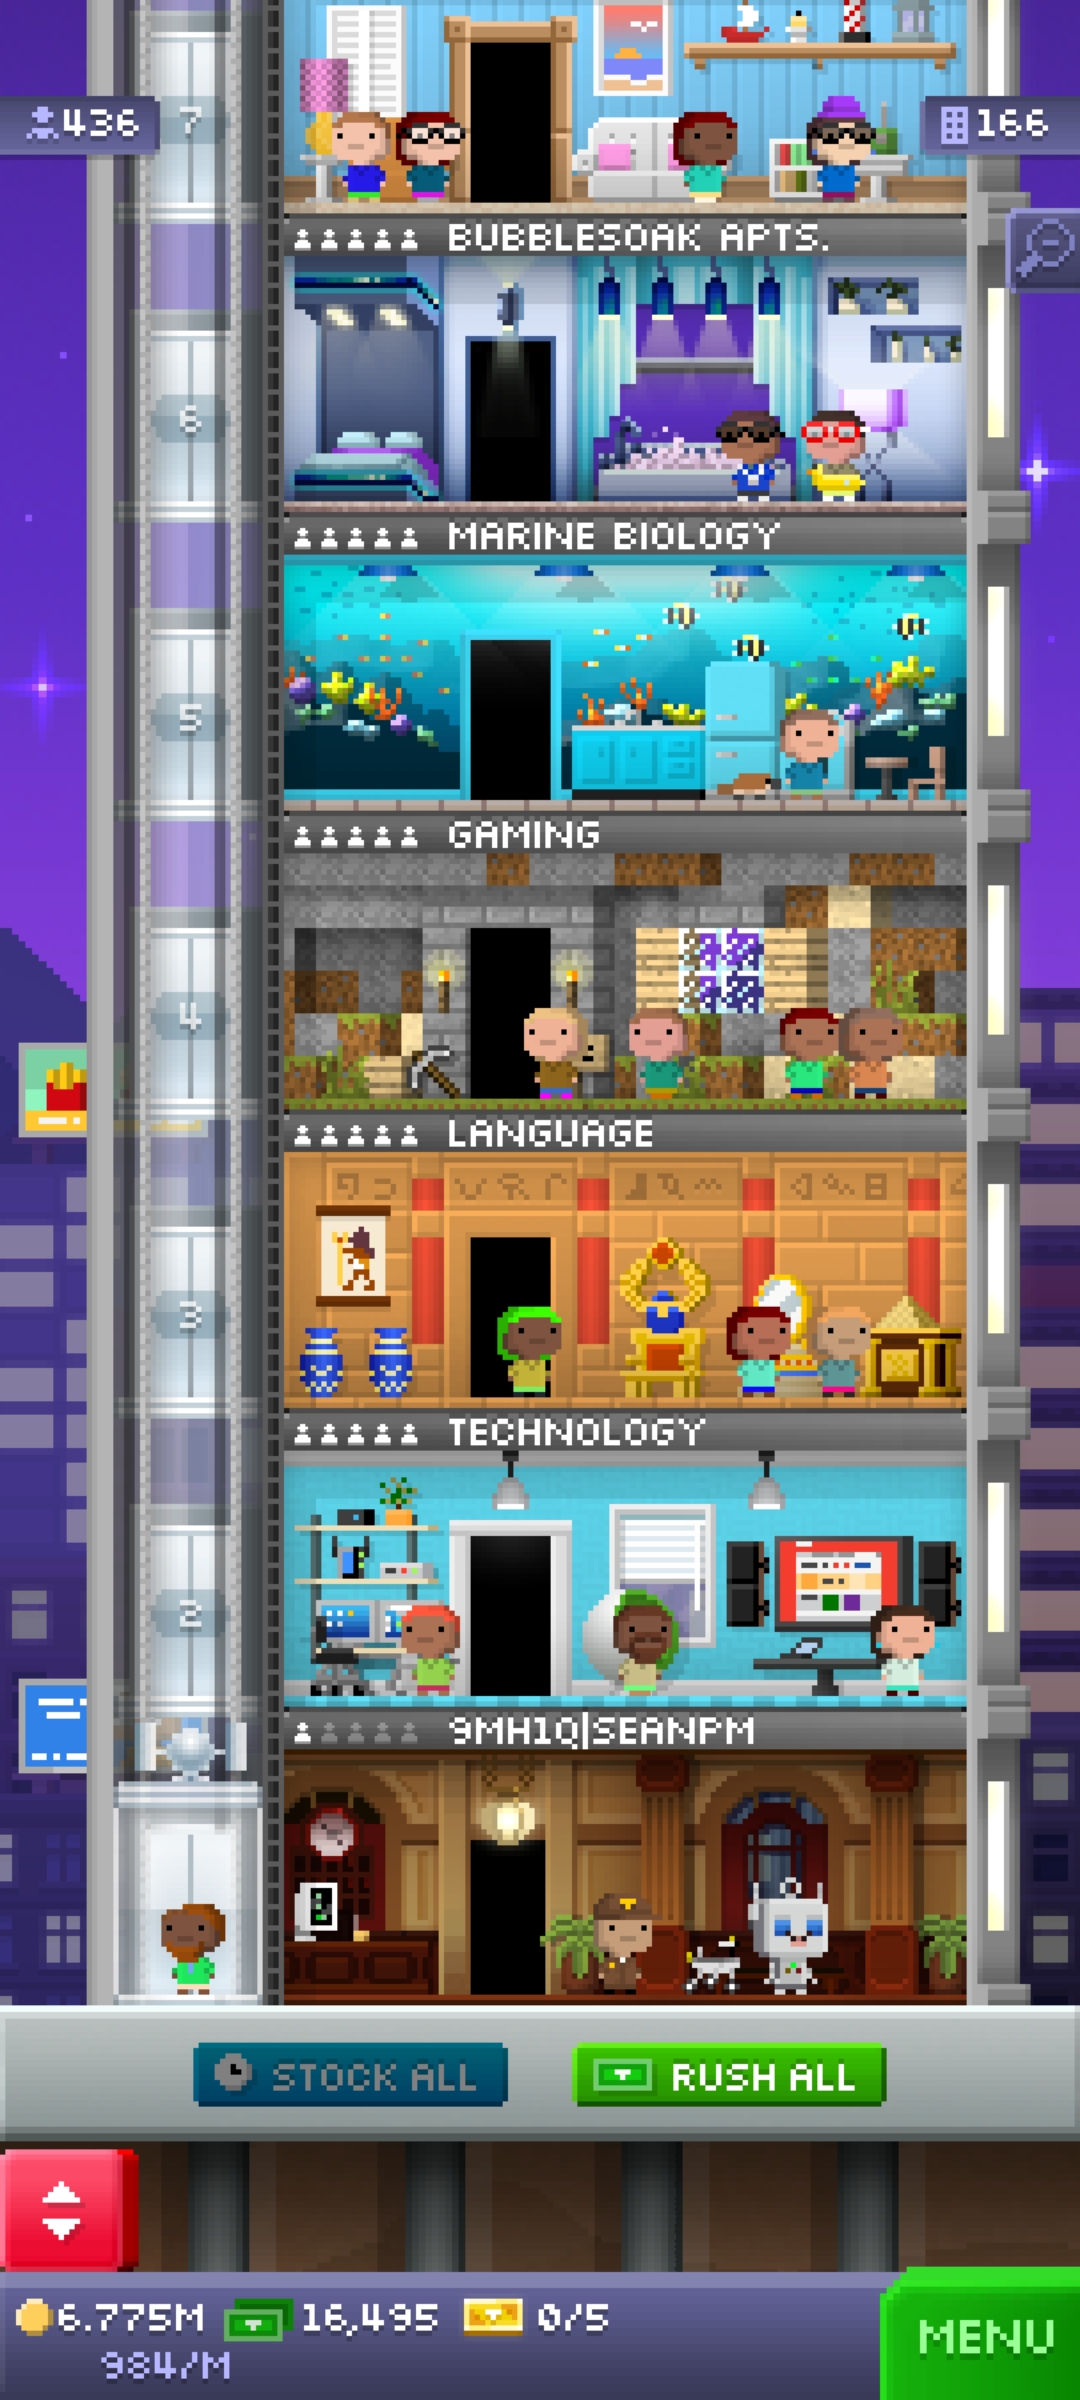 7
436
166
BUBBLESOAK APTS.
6
MARINE BIOLOGY
5
GAMING
4
LANGUAGE
3
TECHNOLOGY
2
9MH1Q|SEANPM
STOCK ALL
RUSH ALL
6.775M
16,495
0/5
984/M
MENU